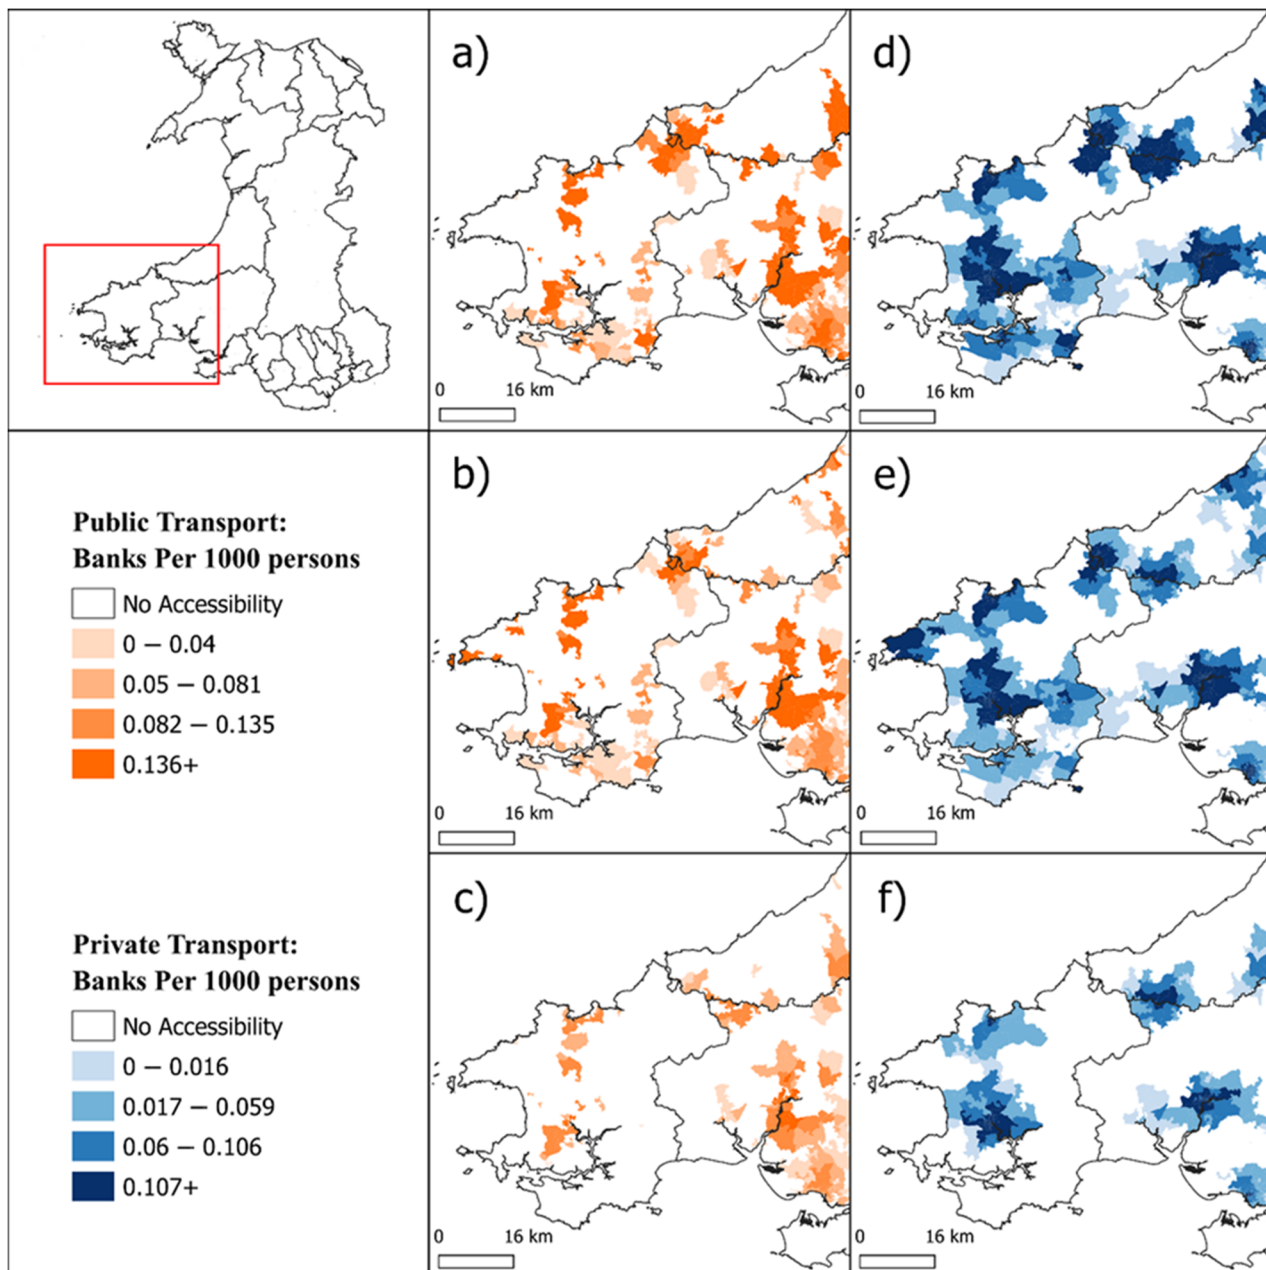 a)
0 16 km
d)
0 16 km
Public Transport:
Banks Per 1000 persons
No Accessibility
0 – 0.04
0.05 – 0.081
0.082 – 0.135
0.136+
b)
0 16 km
e)
0 16 km
Private Transport:
Banks Per 1000 persons
No Accessibility
0 – 0.016
0.017 – 0.059
0.06 – 0.106
0.107+
c)
0 16 km
f)
0 16 km